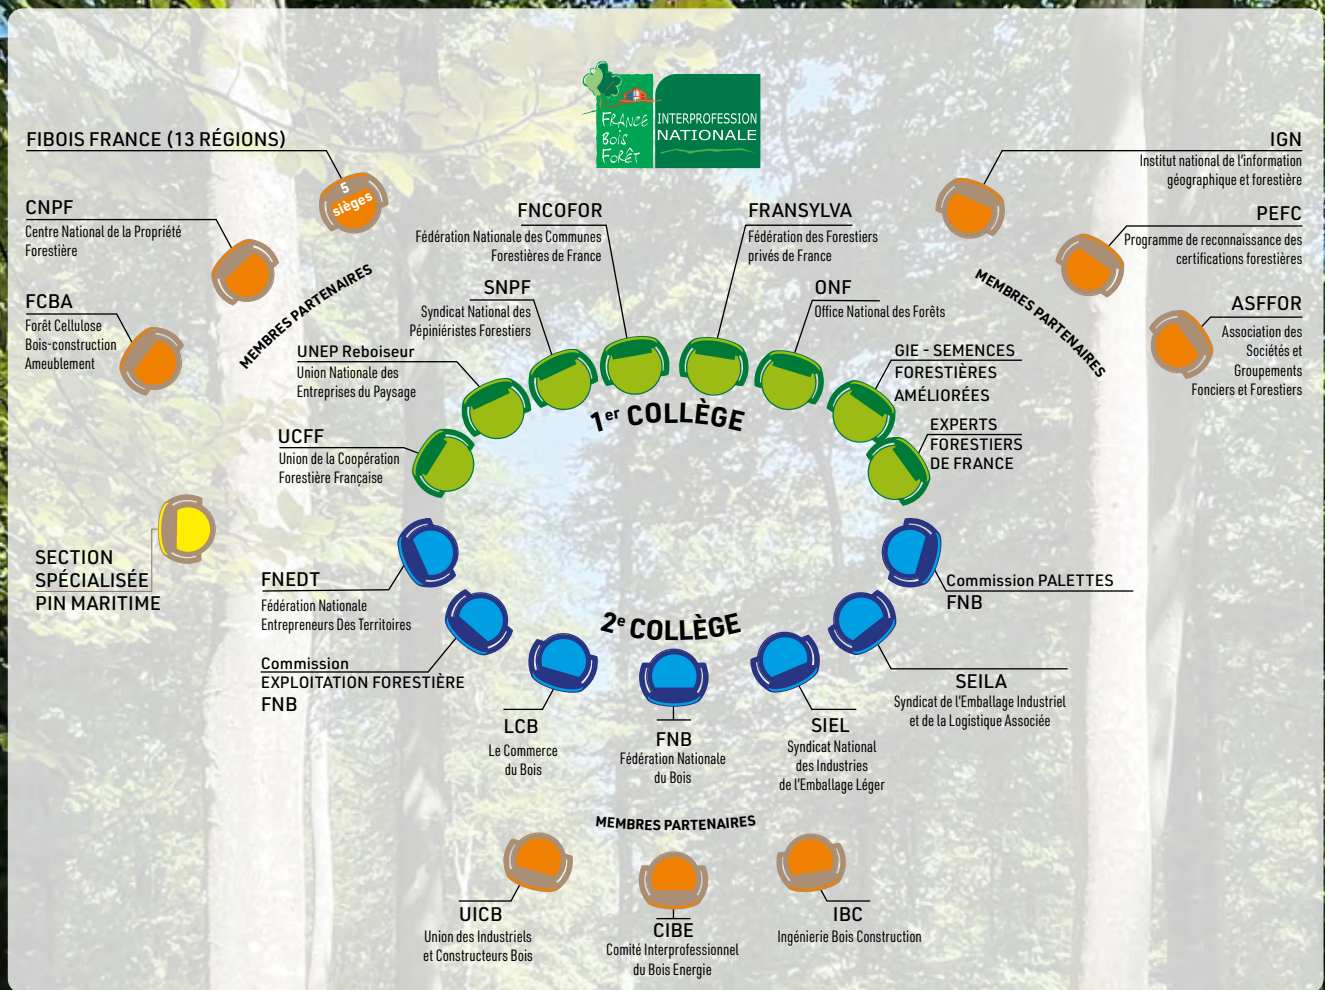 FRANCE
BOIS
FORÊT
INTERPROFESSION
NATIONALE
FIBOIS FRANCE (13 RÉGIONS)
5
sièges
CNPF
Centre National de la Propriété
Forestière
FCBA
Forêt Cellulose
Bois-construction
Ameublement
MEMBRES PARTENAIRES
FNCOFOR
Fédération Nationale des Communes
Forestières de France
SNPF
Syndicat National des
Pépiniéristes Forestiers
UNEP Reboiseur
Union Nationale des
Entreprises du Paysage
UCFF
Union de la Coopération
Forestière Française
FRANSYLVA
Fédération des Forestiers
privés de France
ONF
Office National des Forêts
GIE - SEMENCES
FORESTIÈRES
AMÉLIORÉES
EXPERTS
FORESTIERS
DE FRANCE
1er COLLÈGE
IGN
Institut national de l'information
géographique et forestière
PEFC
Programme de reconnaissance des
certifications forestières
ASFFOR
Association des
Sociétés et
Groupements
Fonciers et Forestiers
MEMBRES PARTENAIRES
SECTION
SPÉCIALISÉE
PIN MARITIME
FNEDT
Fédération Nationale
Entrepreneurs Des Territoires
Commission
EXPLOITATION FORESTIÈRE
FNB
2e COLLÈGE
LCB
Le Commerce
du Bois
FNB
Fédération Nationale
du Bois
SIEL
Syndicat National
des Industries
de l'Emballage Léger
SEILA
Syndicat de l'Emballage Industriel
et de la Logistique Associée
Commission PALETTES
FNB
MEMBRES PARTENAIRES
UICB
Union des Industriels
et Constructeurs Bois
CIBE
Comité Interprofessionnel
du Bois Energie
IBC
Ingénierie Bois Construction